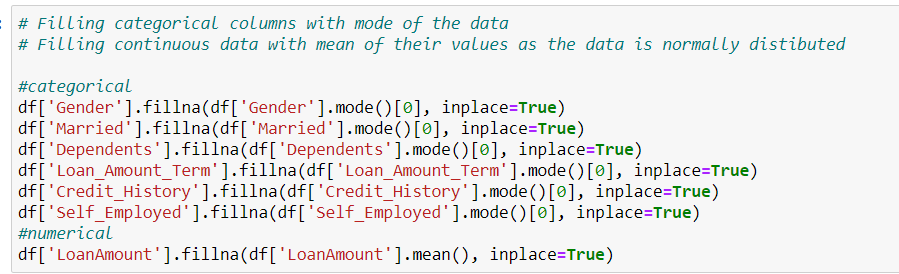 # Filling categorical columns with mode of the data
# Filling continuous data with mean of their values as the data is normally distibuted
#categorical
df['Gender'].fillna(df['Gender'].mode()[0], inplace=True)
df['Married'].fillna(df['Married'].mode()[0], inplace=True)
df['Dependents'].fillna(df['Dependents'].mode()[0], inplace=True)
df['Loan_Amount_Term'].fillna(df['Loan_Amount_Term'].mode()[0], inplace=True)
df['Credit_History'].fillna(df['Credit_History'].mode()[0], inplace=True)
df['Self_Employed'].fillna(df['Self_Employed'].mode()[0], inplace=True)
#numerical
df['LoanAmount'].fillna(df['LoanAmount'].mean(), inplace=True)